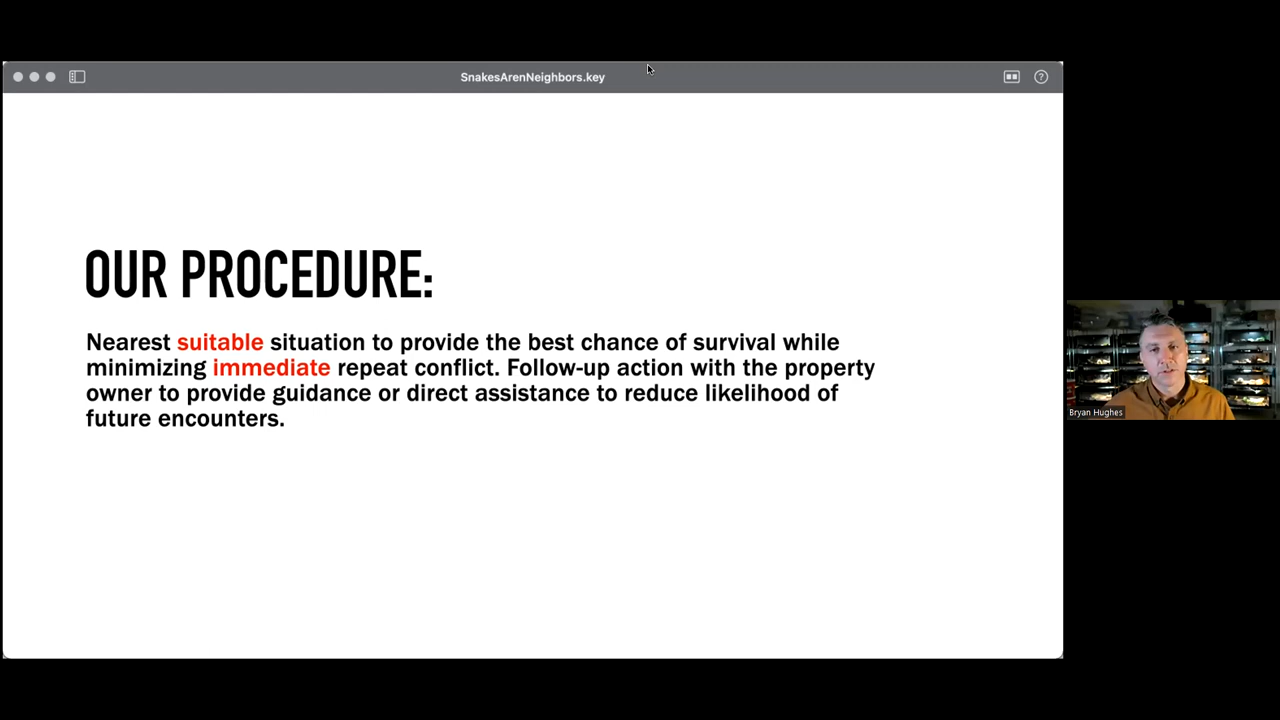 SnakesArenNeighbors.key
OUR PROCEDURE:
Nearest suitable situation to provide the best chance of survival while
minimizing immediate repeat conflict. Follow-up action with the property
owner to provide guidance or direct assistance to reduce likelihood of
future encounters.
Bryan Hughes